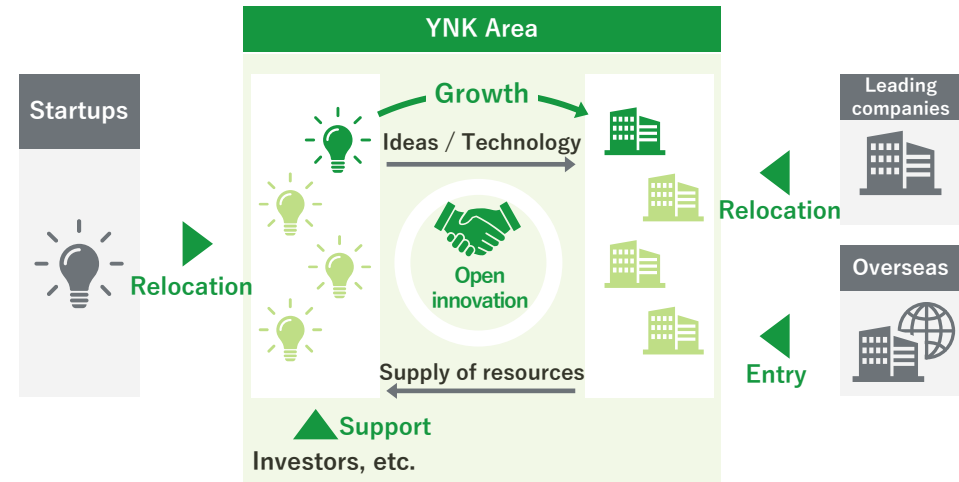 YNK Area
Startups
Relocation
Growth
Ideas / Technology
Open
innovation
Supply of resources
Support
Investors, etc.
Leading
companies
Relocation
Overseas
Entry